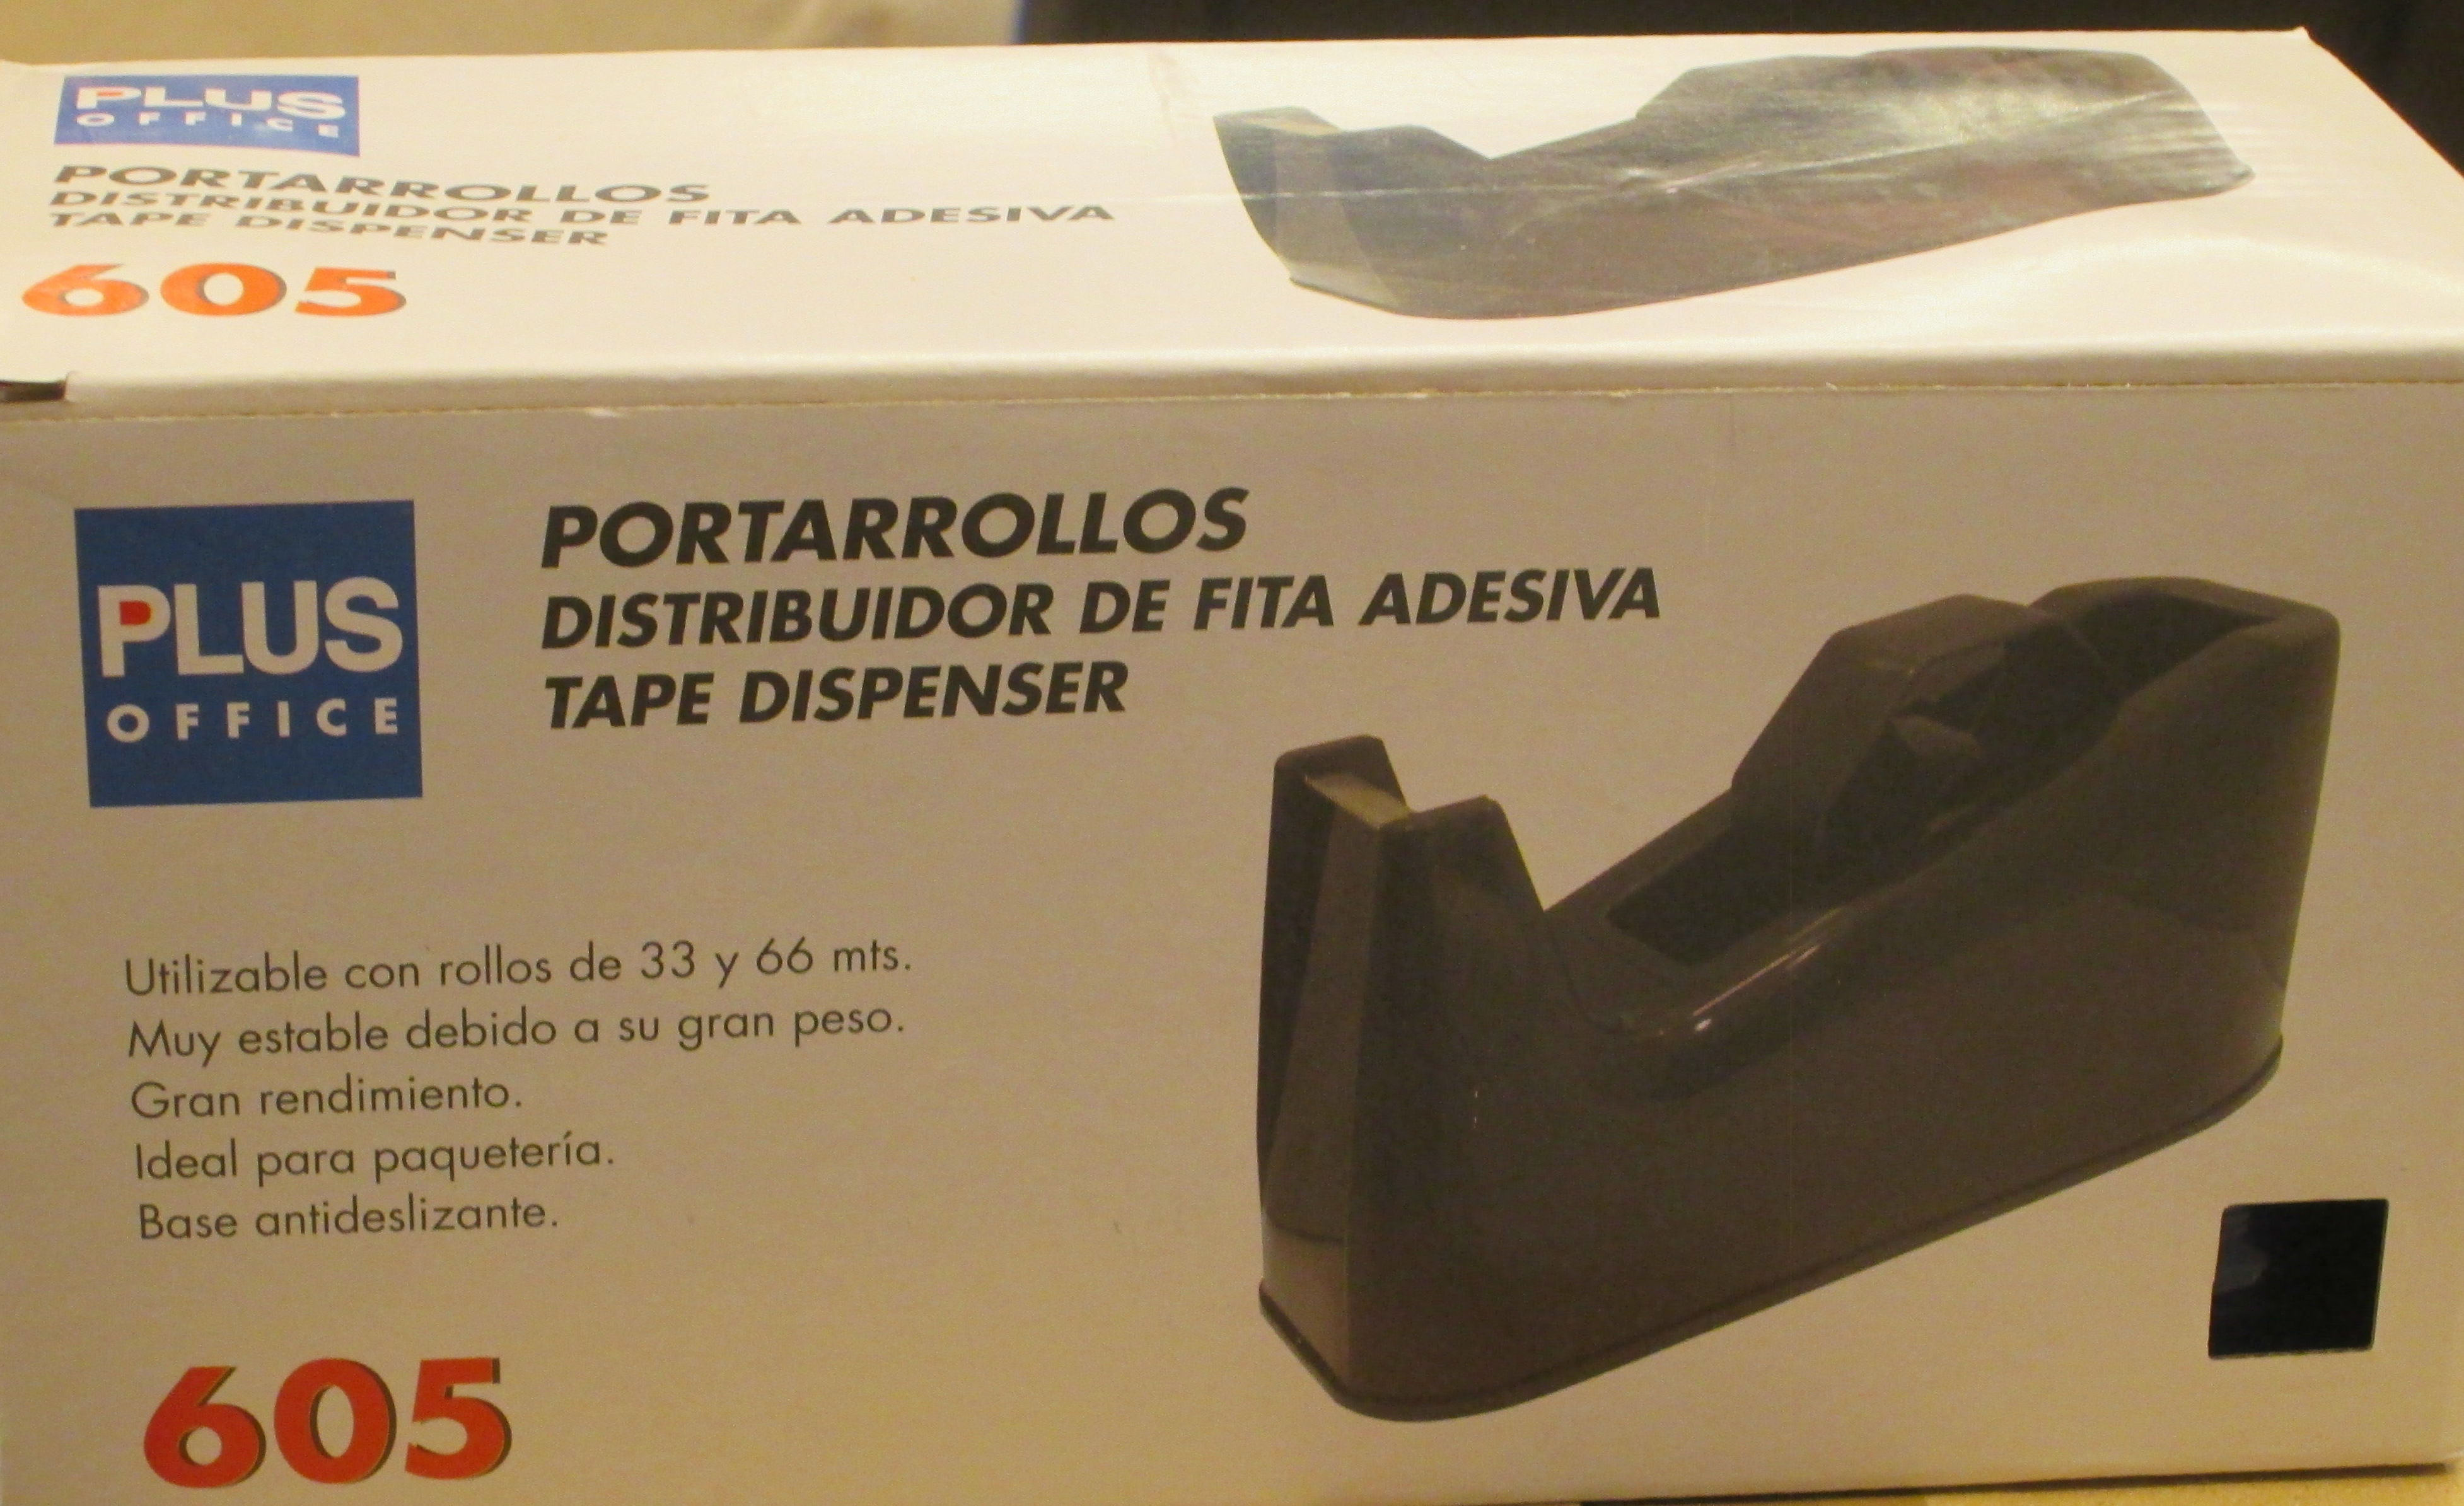 PLUS
OFFICE
PORTARROLLOS
DISTRIBUIDOR DE FITA ADESIVA
TAPE DISPENSER
605
PLUS
OFFICE
PORTARROLLOS
DISTRIBUIDOR DE FITA ADESIVA
TAPE DISPENSER
Utilizable con rollos de 33 y 66 mts.
Muy estable debido a su gran peso.
Gran rendimiento.
Ideal para paquetería.
Base antideslizante.
605